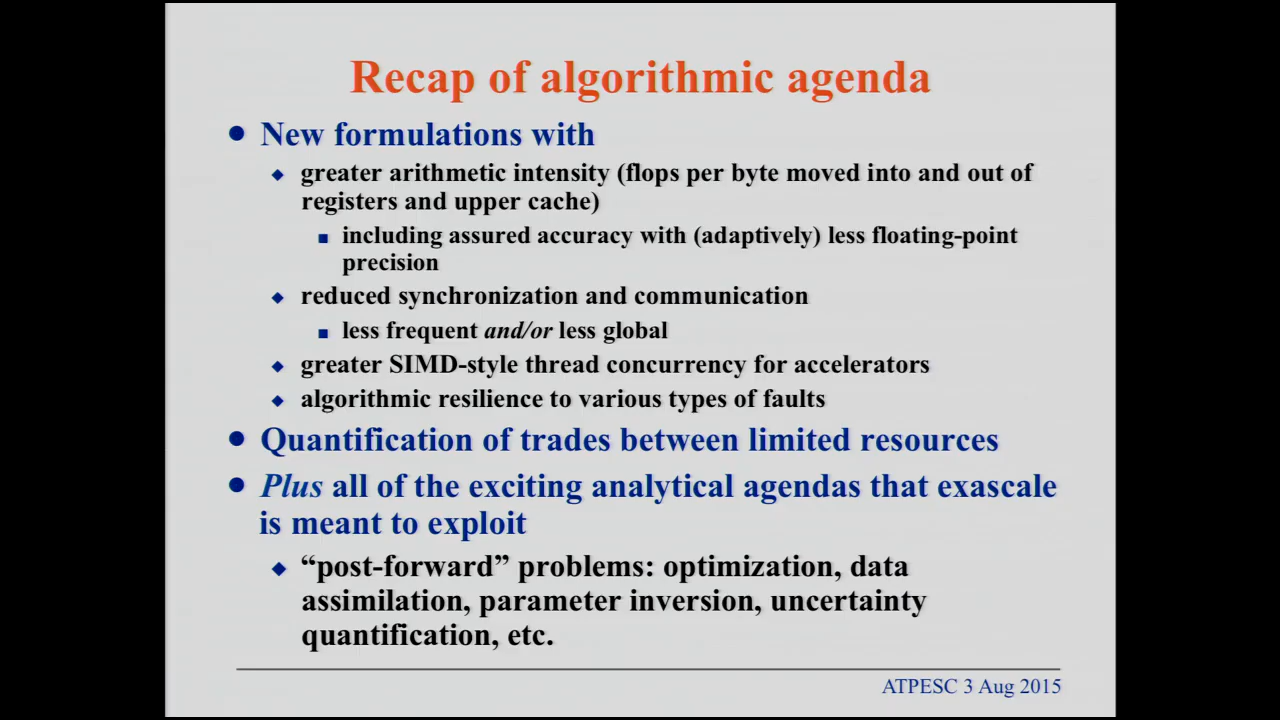 Recap of algorithmic agenda
New formulations with
greater arithmetic intensity (flops per byte moved into and out of
registers and upper cache)
including assured accuracy with (adaptively) less floating-point
precision
reduced synchronization and communication
less frequent and/or less global
greater SIMD-style thread concurrency for accelerators
algorithmic resilience to various types of faults
Quantification of trades between limited resources
Plus all of the exciting analytical agendas that exascale
is meant to exploit
“post-forward” problems: optimization, data
assimilation, parameter inversion, uncertainty
quantification, etc.
ATPESC 3 Aug 2015